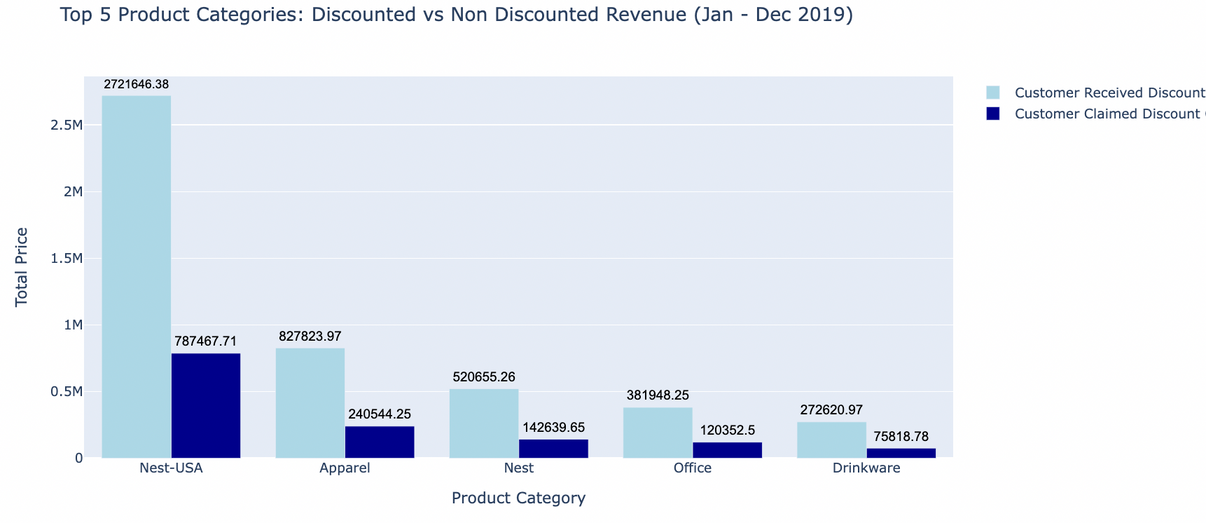 Top 5 Product Categories: Discounted vs Non Discounted Revenue (Jan - Dec 2019)
2721646.38
Customer Received Discount
Customer Claimed Discount
2.5M
2M
1.5M
1M
0.5M
0
Total Price
787467.71
827823.97
240544.25
520655.26
142639.65
381948.25
120352.5
272620.97
75818.78
Nest-USA
Apparel
Nest
Office
Drinkware
Product Category